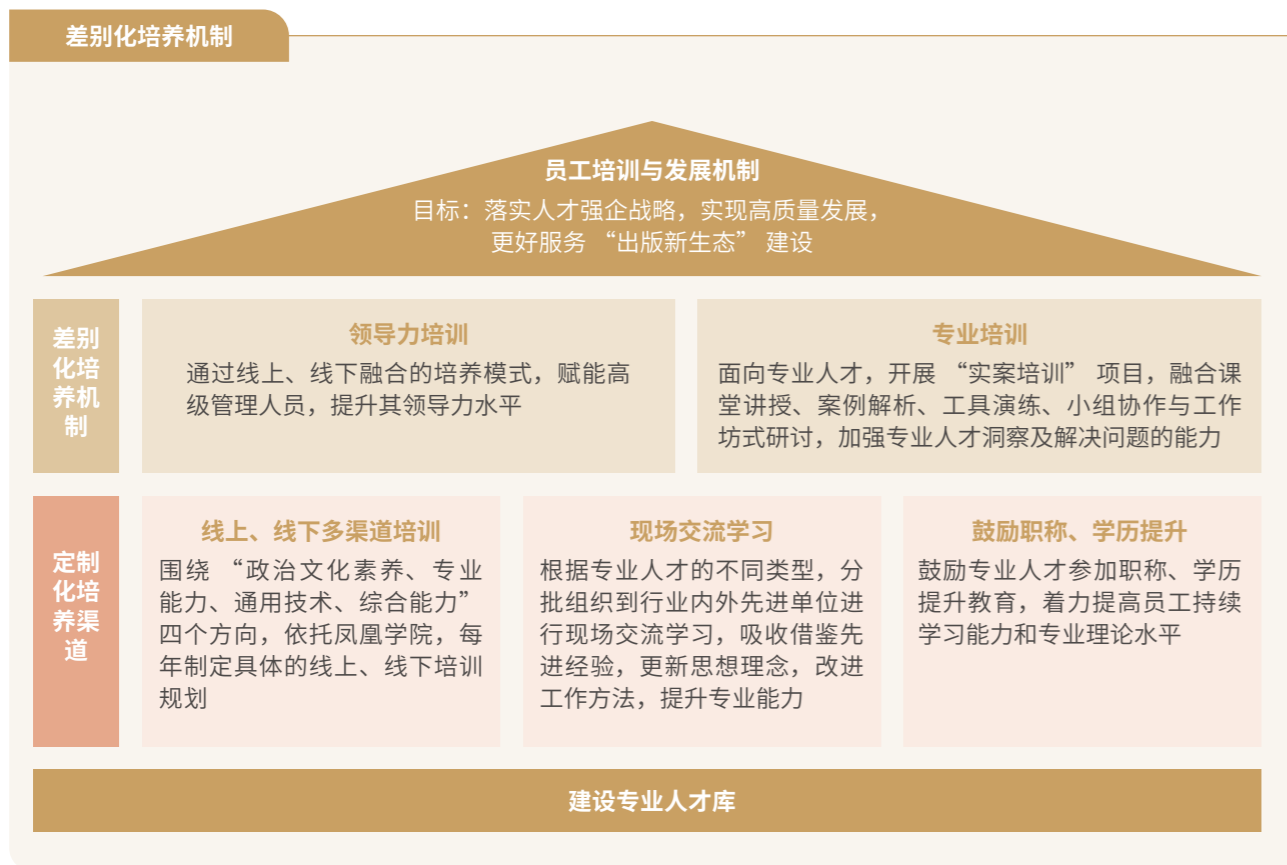 差别化培养机制
员工培训与发展机制
目标：落实人才强企战略，实现高质量发展，
更好服务 “出版新生态” 建设
差别
化培
养机
制
领导力培训
通过线上、线下融合的培养模式，赋能高
级管理人员，提升其领导力水平
专业培训
面向专业人才，开展 “实案培训” 项目，融合课
堂讲授、案例解析、工具演练、小组协作与工作
坊式研讨，加强专业人才洞察及解决问题的能力
定制
化培
养渠
道
线上、线下多渠道培训
围绕 “政治文化素养、专业
能力、通用技术、综合能力”
四个方向，依托凤凰学院，每
年制定具体的线上、线下培训
规划
现场交流学习
根据专业人才的不同类型，分
批组织到行业内外先进单位进
行现场交流学习，吸收借鉴先
进经验，更新思想理念，改进
工作方法，提升专业能力
鼓励职称、学历提升
鼓励专业人才参加职称、学历
提升教育，着力提高员工持续
学习能力和专业理论水平
建设专业人才库